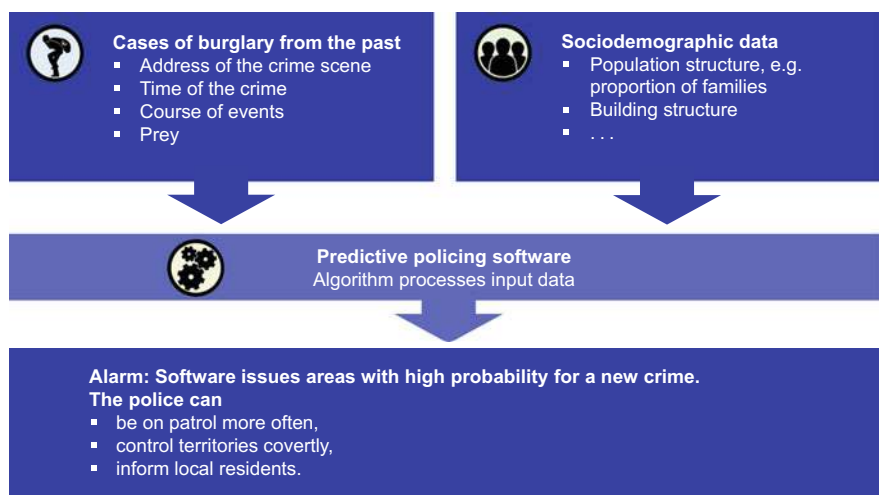 Cases of burglary from the past
▪ Address of the crime scene
▪ Time of the crime
▪ Course of events
▪ Prey
Sociodemographic data
▪ Population structure, e.g.
proportion of families
▪ Building structure
▪ . . .
Predictive policing software
Algorithm processes input data
Alarm: Software issues areas with high probability for a new crime.
The police can
▪ be on patrol more often,
▪ control territories covertly,
▪ inform local residents.